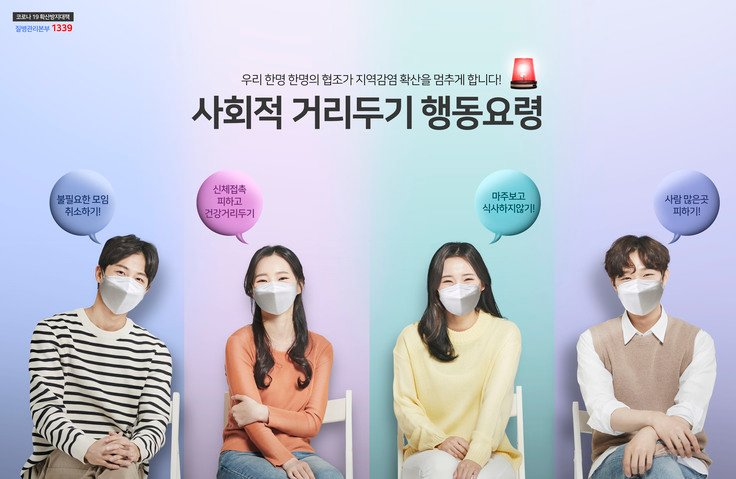 코로나 19 확산방지대책
질병관리본부 1339
우리 한명 한명의 협조가 지역감염 확산을 멈추게 합니다!
사회적 거리두기 행동요령
불필요한 모임
취소하기!
신체접촉
피하고
건강거리두기
마주보고
식사하지않기!
사람 많은곳
피하기!